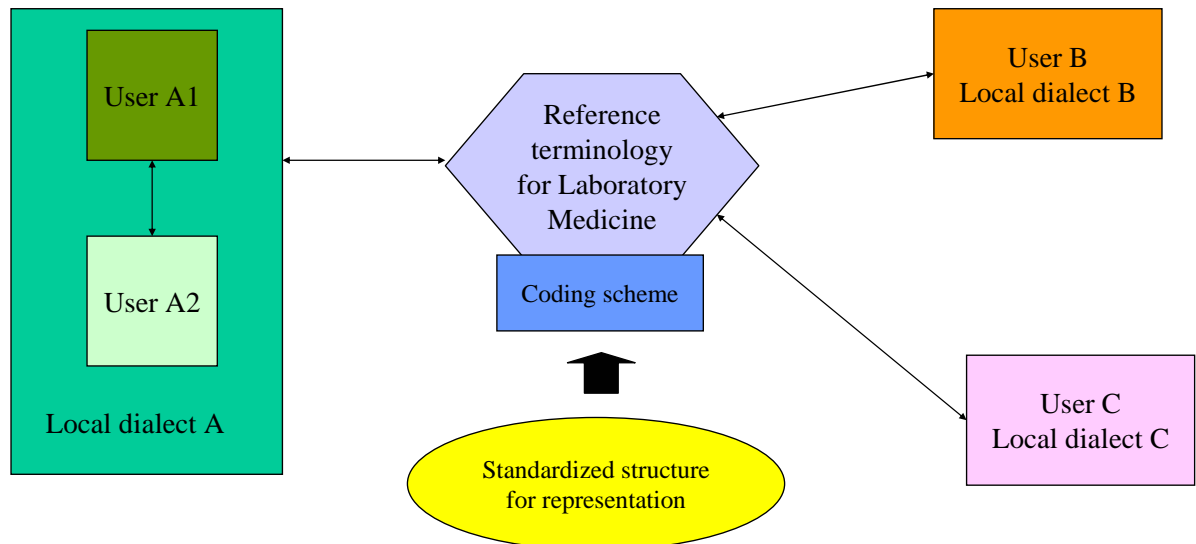 User A1
User A2
Local dialect A
Reference
terminology
for Laboratory
Medicine
Coding scheme
Standardized structure
for representation
User B
Local dialect B
User C
Local dialect C